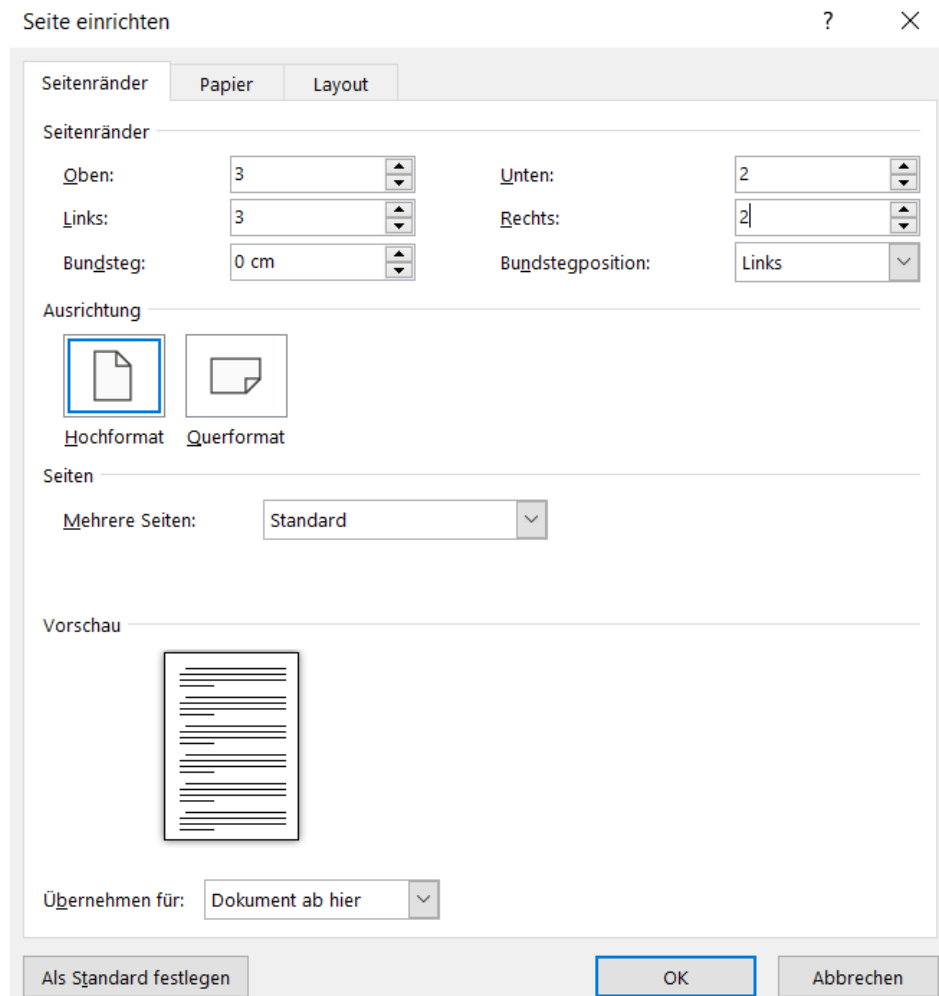 Seite einrichten ?
Seitenränder Papier Layout
Seitenränder
Oben: 3 Unten: 2
Links: 3 Rechts: 2
Bundsteg: 0 cm Bundstegposition: Links
Ausrichtung
Hochformat Querformat
Seiten
Mehrere Seiten: Standard
Vorschau
Übernehmen für: Dokument ab hier
Als Standard festlegen OK Abbrechen